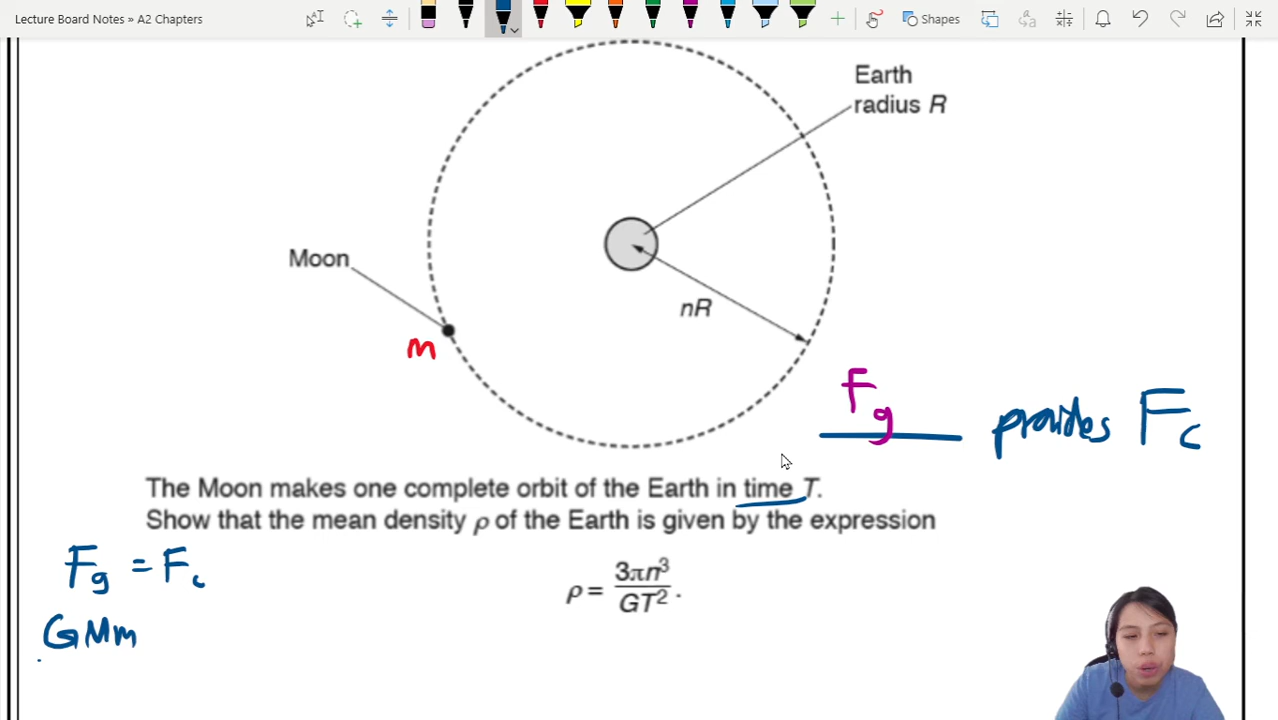 Lecture Board Notes » A2 Chapters
Shapes
Earth
radius R
Moon
nR
m
Fg provides Fc
The Moon makes one complete orbit of the Earth in time T.
Show that the mean density ρ of the Earth is given by the expression
Fg = Fc
ρ = 3πn³ / GT² .
GMm